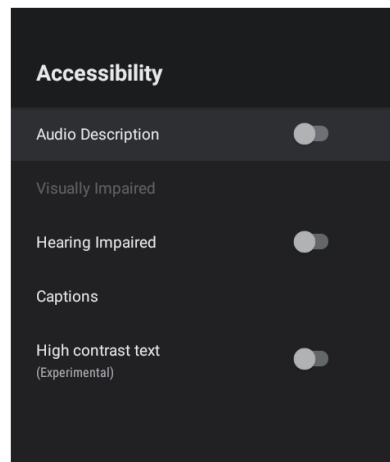 Accessibility
Audio Description
Visually Impaired
Hearing Impaired
Captions
High contrast text
(Experimental)